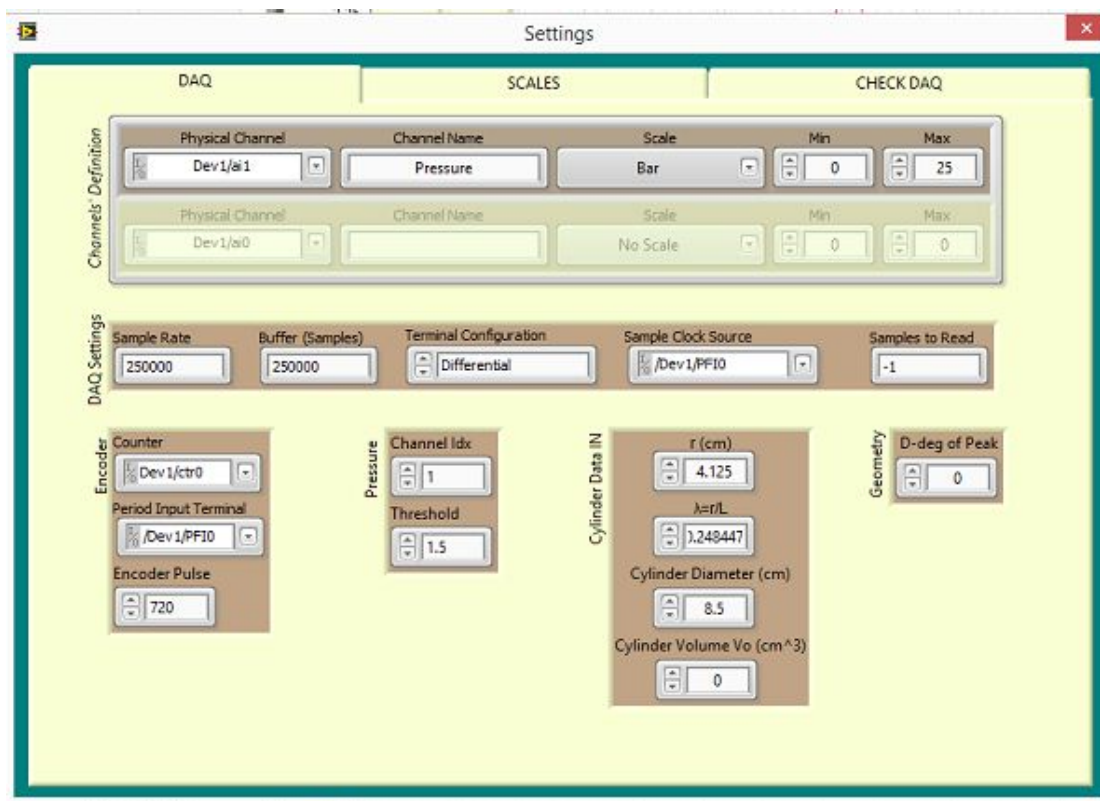 Settings
DAQ SCALES CHECK DAQ
Channels' Definition
Physical Channel Channel Name Scale Min Max
Dev1/ai1 Pressure Bar 0 25
Physical Channel Channel Name Scale Min Max
Dev1/ai0 No Scale 0 0
DAQ Settings
Sample Rate Buffer (Samples) Terminal Configuration Sample Clock Source Samples to Read
250000 250000 Differential /Dev1/PFI0 -1
Encoder
Counter
Dev1/ctr0
Period Input Terminal
/Dev1/PFI0
Encoder Pulse
720
Pressure
Channel Idx
1
Threshold
1.5
Cylinder Data IN
r (cm)
4.125
λ=r/L
).248447
Cylinder Diameter (cm)
8.5
Cylinder Volume Vo (cm^3)
0
Geometry
D-deg of Peak
0